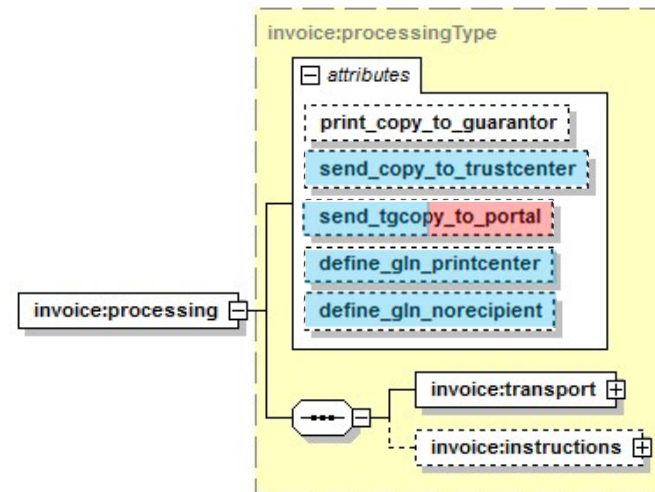 invoice:processingType
attributes
print_copy_to_guarantor
send_copy_to_trustcenter
send_tgcopy_to_portal
define_gln_printcenter
define_gln_norecipient
invoice:processing
invoice:transport
invoice:instructions